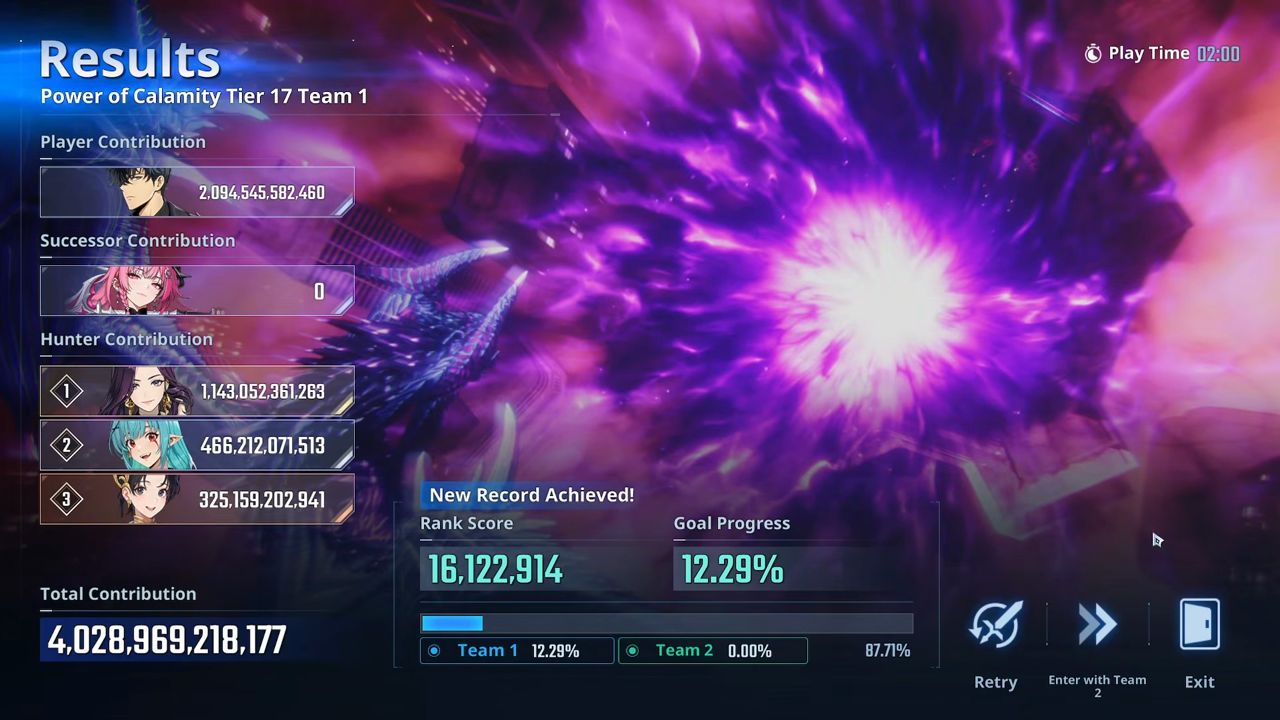 Results
Power of Calamity Tier 17 Team 1
Play Time 02:00
Player Contribution
2,094,545,582,460
Successor Contribution
0
Hunter Contribution
1 1,143,052,361,263
2 466,212,071,513
3 325,159,202,941
Total Contribution
4,028,969,218,177
New Record Achieved!
Rank Score
16,122,914
Goal Progress
12.29%
Team 1 12.29%
Team 2 0.00%
87.71%
Retry
Enter with Team
2
Exit